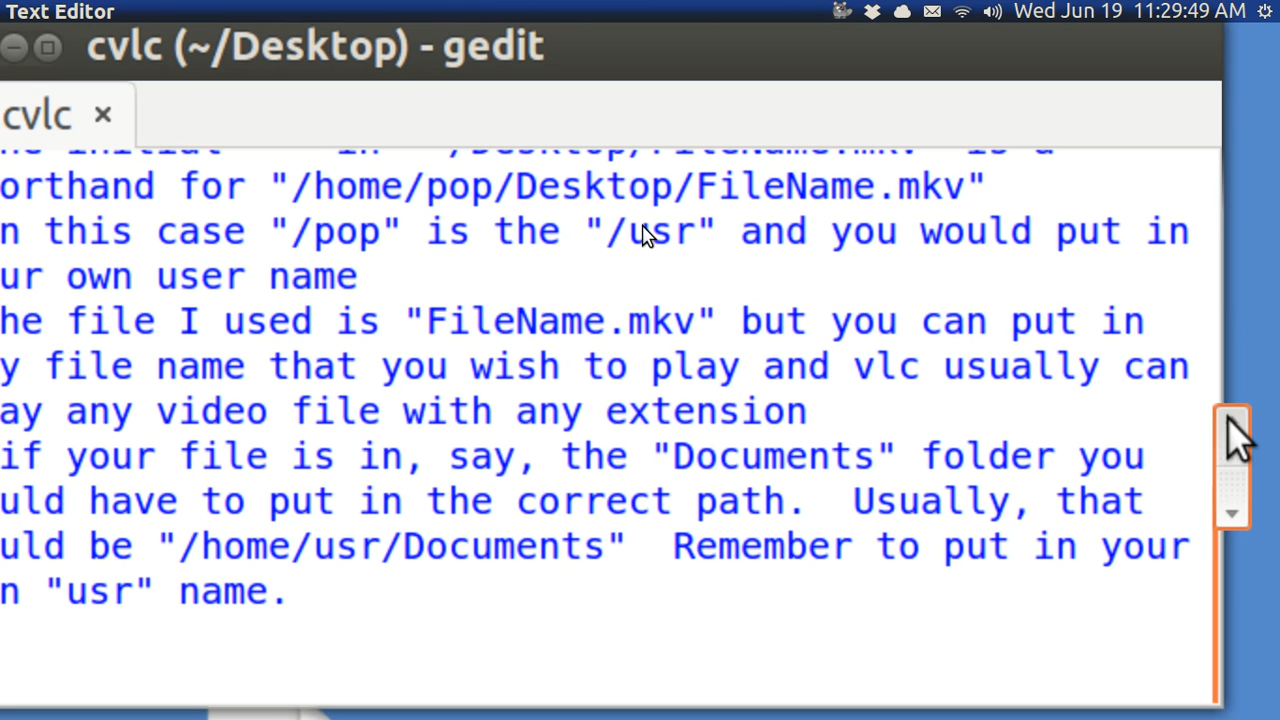 Text Editor
Wed Jun 19 11:29:49 AM
cvlc (~/Desktop) - gedit
cvlc ×
orthand for "/home/pop/Desktop/FileName.mkv"
n this case "/pop" is the "/usr" and you would put in
ur own user name
he file I used is "FileName.mkv" but you can put in
y file name that you wish to play and vlc usually can
ay any video file with any extension
if your file is in, say, the "Documents" folder you
uld have to put in the correct path.  Usually, that
uld be "/home/usr/Documents"  Remember to put in your
n "usr" name.